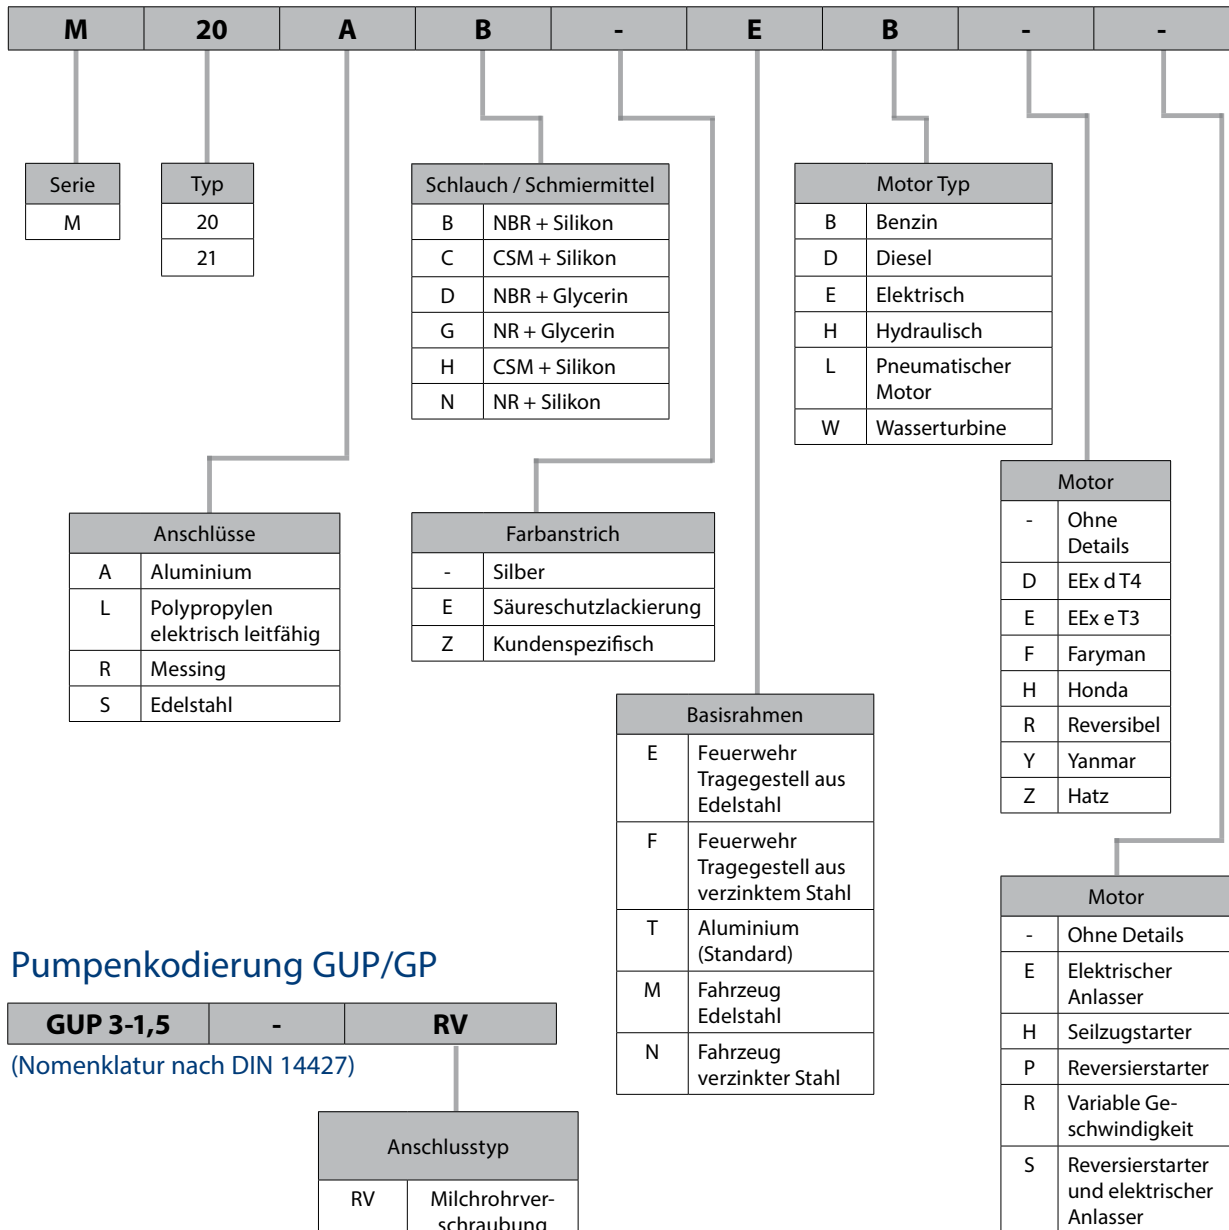 M 20 A B - E B - -
Serie
M
Typ
20
21
Schlauch / Schmiermittel
B NBR + Silikon
C CSM + Silikon
D NBR + Glycerin
G NR + Glycerin
H CSM + Silikon
N NR + Silikon
Motor Typ
B Benzin
D Diesel
E Elektrisch
H Hydraulisch
L Pneumatischer
Motor
W Wasserturbine
Anschlüsse
A Aluminium
L Polypropylen
elektrisch leitfähig
R Messing
S Edelstahl
Farbanstrich
- Silber
E Säureschutzlackierung
Z Kundenspezifisch
Motor
- Ohne
Details
D EEx d T4
E EEx e T3
F Faryman
H Honda
R Reversibel
Y Yanmar
Z Hatz
Basisrahmen
E Feuerwehr
Tragegestell aus
Edelstahl
F Feuerwehr
Tragegestell aus
verzinktem Stahl
T Aluminium
(Standard)
M Fahrzeug
Edelstahl
N Fahrzeug
verzinkter Stahl
Motor
- Ohne Details
E Elektrischer
Anlasser
H Seilzugstarter
P Reversierstarter
R Variable Ge-
schwindigkeit
S Reversierstarter
und elektrischer
Anlasser
Pumpenkodierung GUP/GP
GUP 3-1,5 - RV
(Nomenklatur nach DIN 14427)
Anschlusstyp
RV Milchrohrver-
schraubung